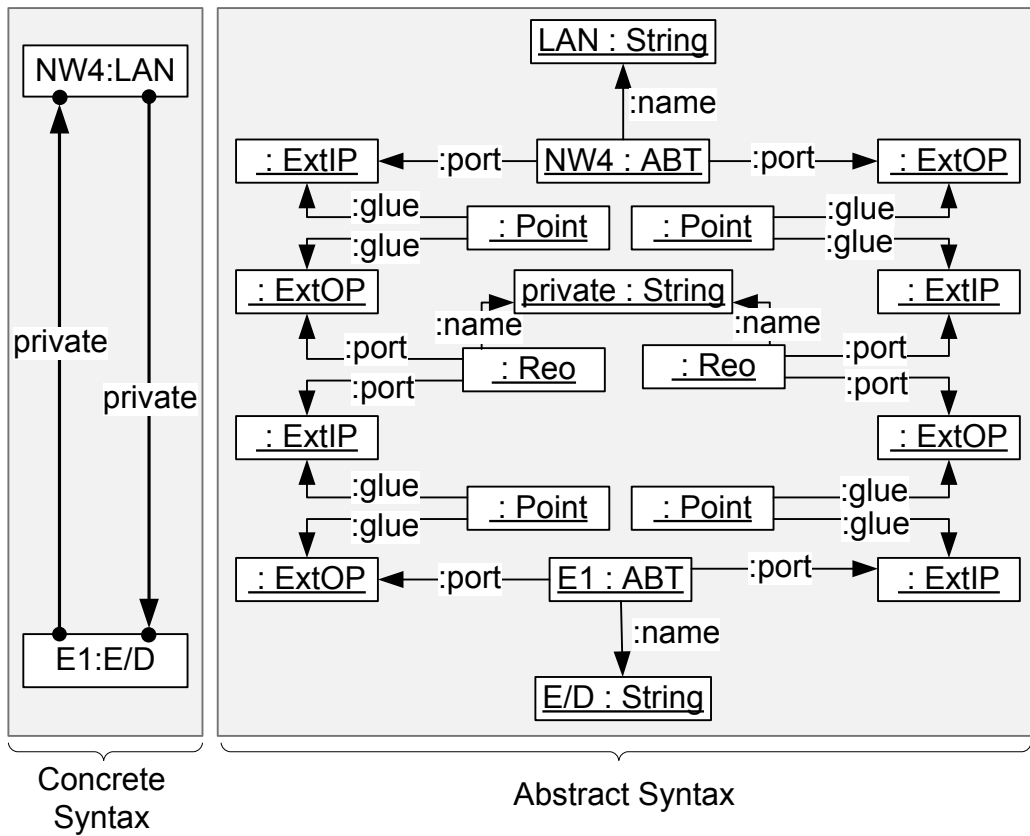 NW4:LAN
private
private
E1:E/D
Concrete
Syntax
LAN : String
:name
: ExtIP
:port
NW4 : ABT
:port
: ExtOP
:glue
: Point
: Point
:glue
:glue
:glue
: ExtOP
private : String
: ExtIP
:name
:name
:port
: Reo
: Reo
:port
:port
:port
: ExtIP
: ExtOP
:glue
: Point
: Point
:glue
:glue
:glue
: ExtOP
:port
E1 : ABT
:port
: ExtIP
:name
E/D : String
Abstract Syntax